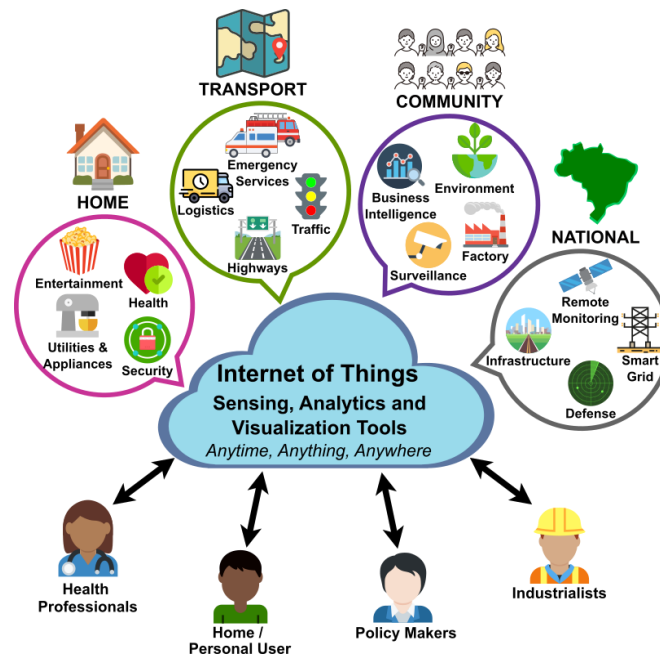 TRANSPORT
COMMUNITY
HOME
NATIONAL
Entertainment
Health
Utilities &
Appliances
Security
Emergency
Services
Logistics
Traffic
Highways
Business
Intelligence
Environment
Factory
Surveillance
Remote
Monitoring
Infrastructure
Smart
Grid
Defense
Internet of Things
Sensing, Analytics and
Visualization Tools
Anytime, Anything, Anywhere
Health
Professionals
Home /
Personal User
Policy Makers
Industrialists